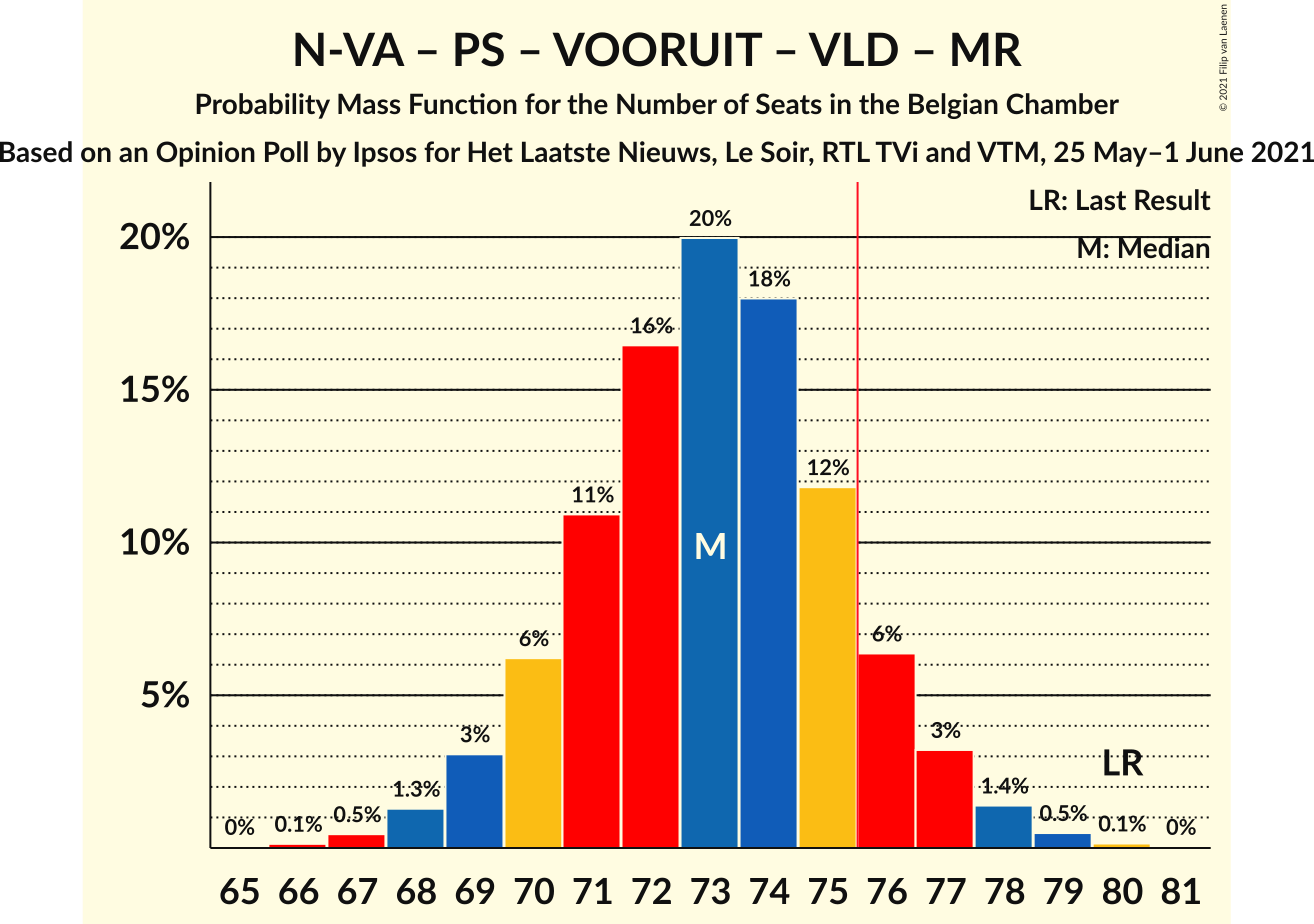 N-VA – PS – VOORUIT – VLD – MR
Probability Mass Function for the Number of Seats in the Belgian Chamber
Based on an Opinion Poll by Ipsos for Het Laatste Nieuws, Le Soir, RTL TVi and VTM, 25 May–1 June 2021
© 2021 Filip van Laenen
LR: Last Result
M: Median
20%
15%
10%
5%
0%
0.1%
0.5%
1.3%
3%
6%
11%
16%
20%
18%
12%
6%
3%
1.4%
0.5%
0.1%
0%
M
LR
65 66 67 68 69 70 71 72 73 74 75 76 77 78 79 80 81